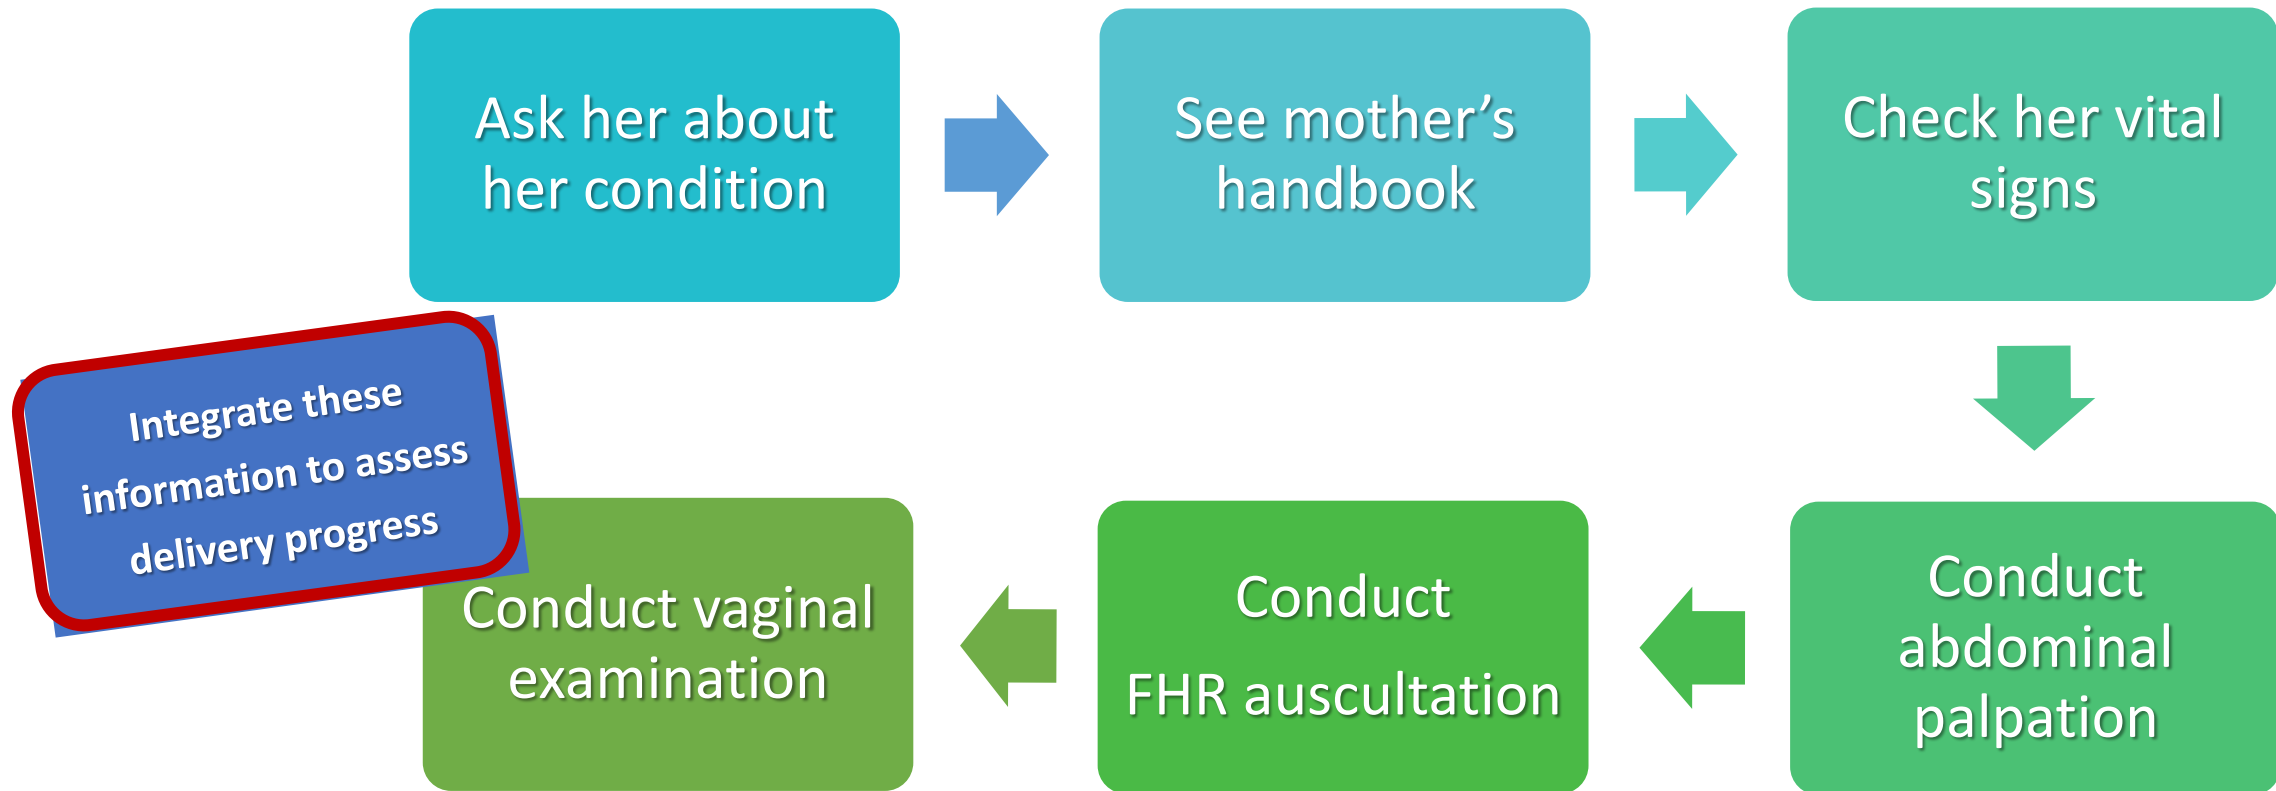 Ask her about
her condition
See mother’s
handbook
Check her vital
signs
Conduct
abdominal
palpation
Conduct
FHR auscultation
Conduct vaginal
examination
Integrate these
information to assess
delivery progress